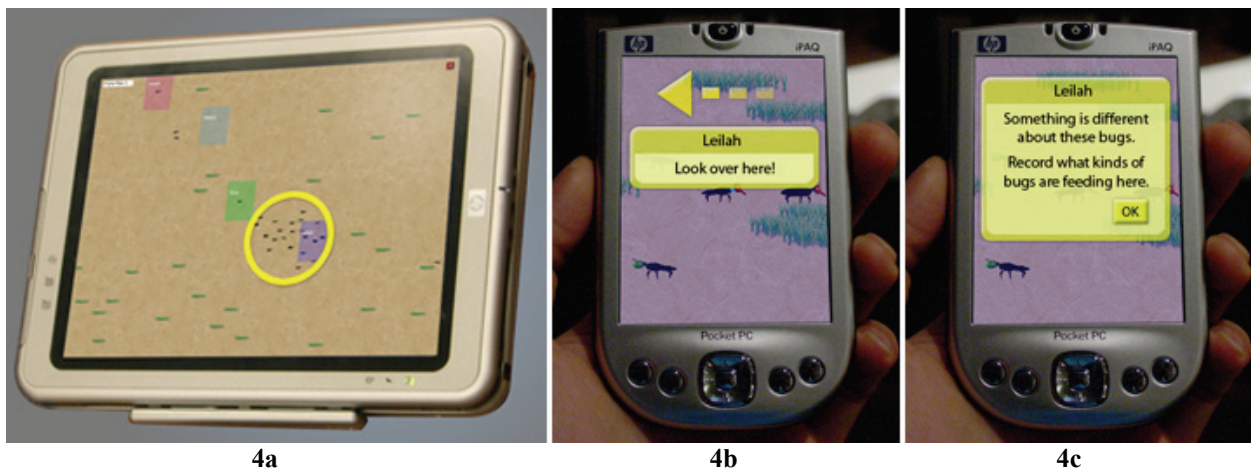 iPAQ
Leilah
Look over here!
Pocket PC
iPAQ
Leilah
Something is different
about these bugs.
Record what kinds of
bugs are feeding here.
OK
Pocket PC
4a
4b
4c